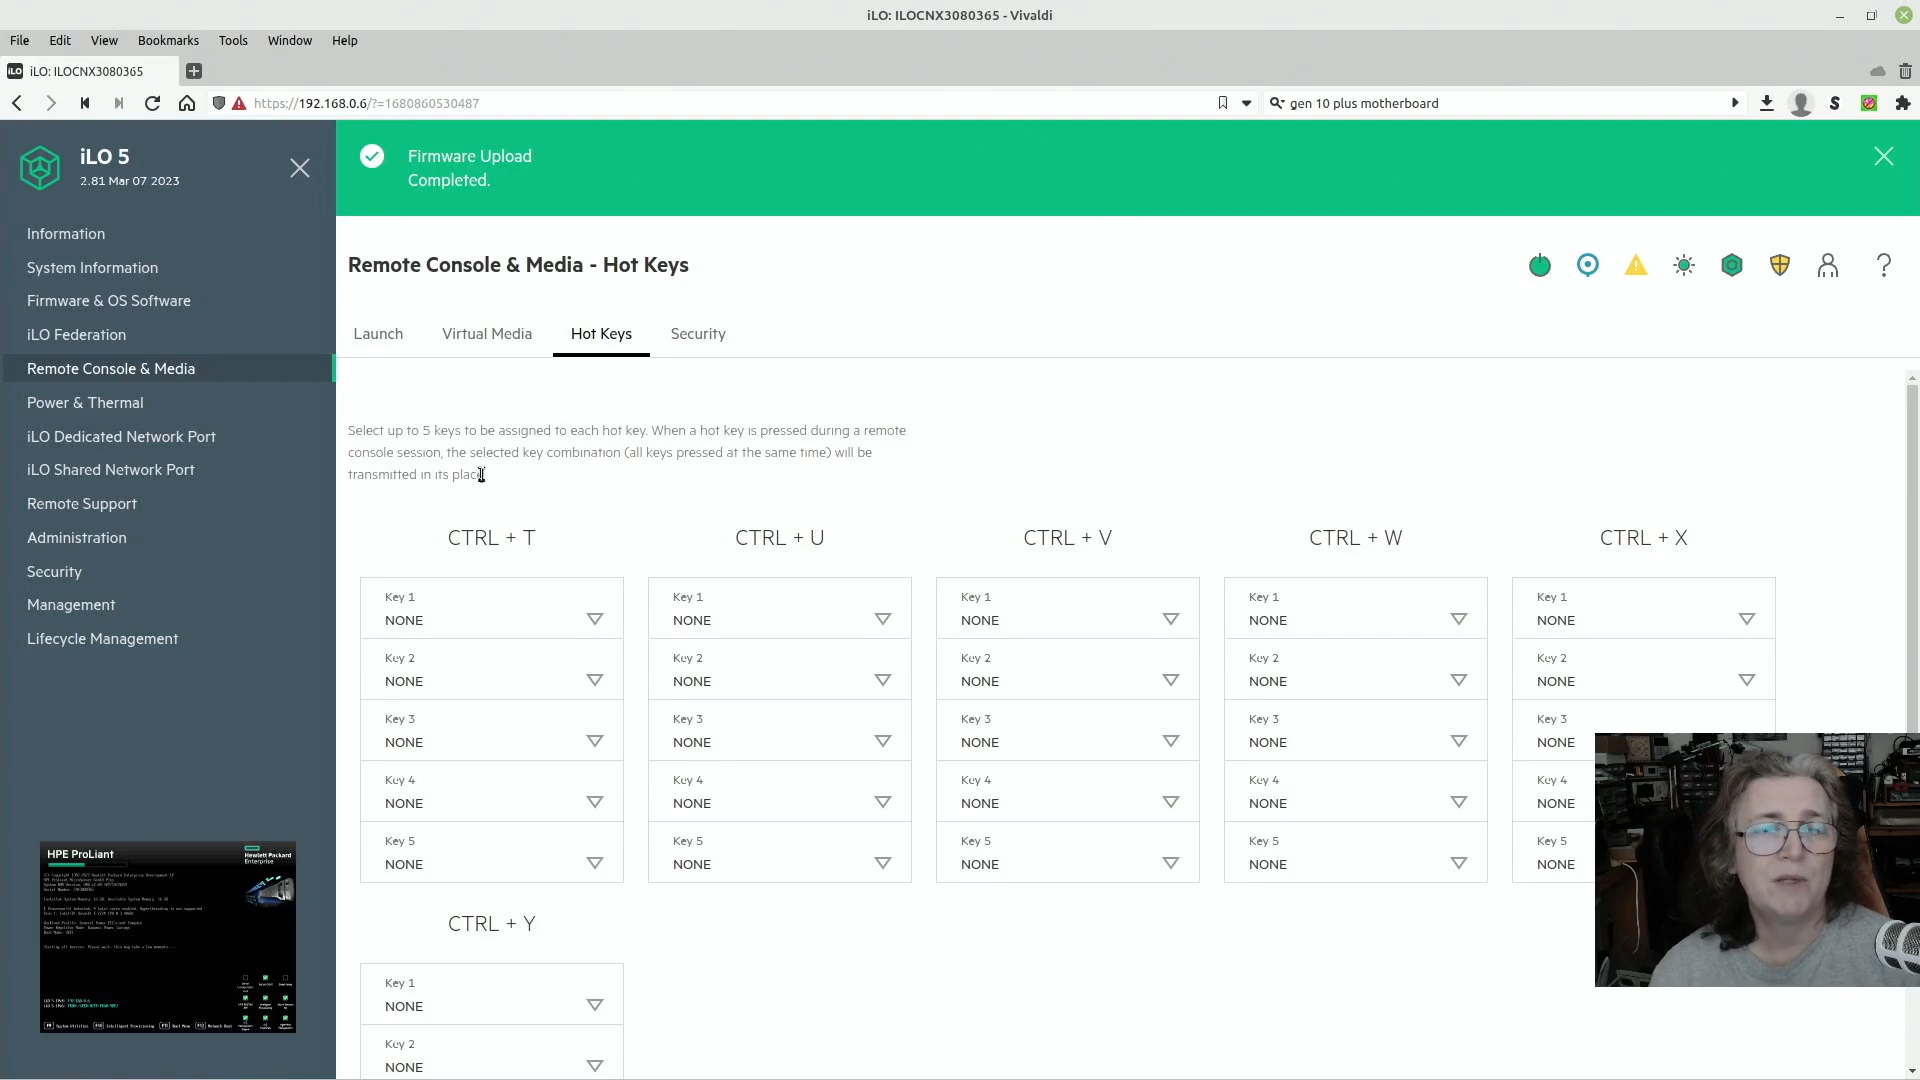 iLO: ILOCNX3080365 - Vivaldi
File Edit View Bookmarks Tools Window Help
iLO iLO: ILOCNX3080365
https://192.168.0.6/?=1680860530487
gen 10 plus motherboard
iLO 5
2.81 Mar 07 2023
Information
System Information
Firmware & OS Software
iLO Federation
Remote Console & Media
Power & Thermal
iLO Dedicated Network Port
iLO Shared Network Port
Remote Support
Administration
Security
Management
Lifecycle Management
HPE ProLiant
Hewlett Packard
Enterprise
Firmware Upload
Completed.
Remote Console & Media - Hot Keys
Launch Virtual Media Hot Keys Security
Select up to 5 keys to be assigned to each hot key. When a hot key is pressed during a remote
console session, the selected key combination (all keys pressed at the same time) will be
transmitted in its place
CTRL + T CTRL + U CTRL + V CTRL + W CTRL + X
Key 1 Key 1 Key 1 Key 1 Key 1
NONE NONE NONE NONE NONE
Key 2 Key 2 Key 2 Key 2 Key 2
NONE NONE NONE NONE NONE
Key 3 Key 3 Key 3 Key 3 Key 3
NONE NONE NONE NONE NONE
Key 4 Key 4 Key 4 Key 4 Key 4
NONE NONE NONE NONE NONE
Key 5 Key 5 Key 5 Key 5 Key 5
NONE NONE NONE NONE NONE
CTRL + Y
Key 1
NONE
Key 2
NONE